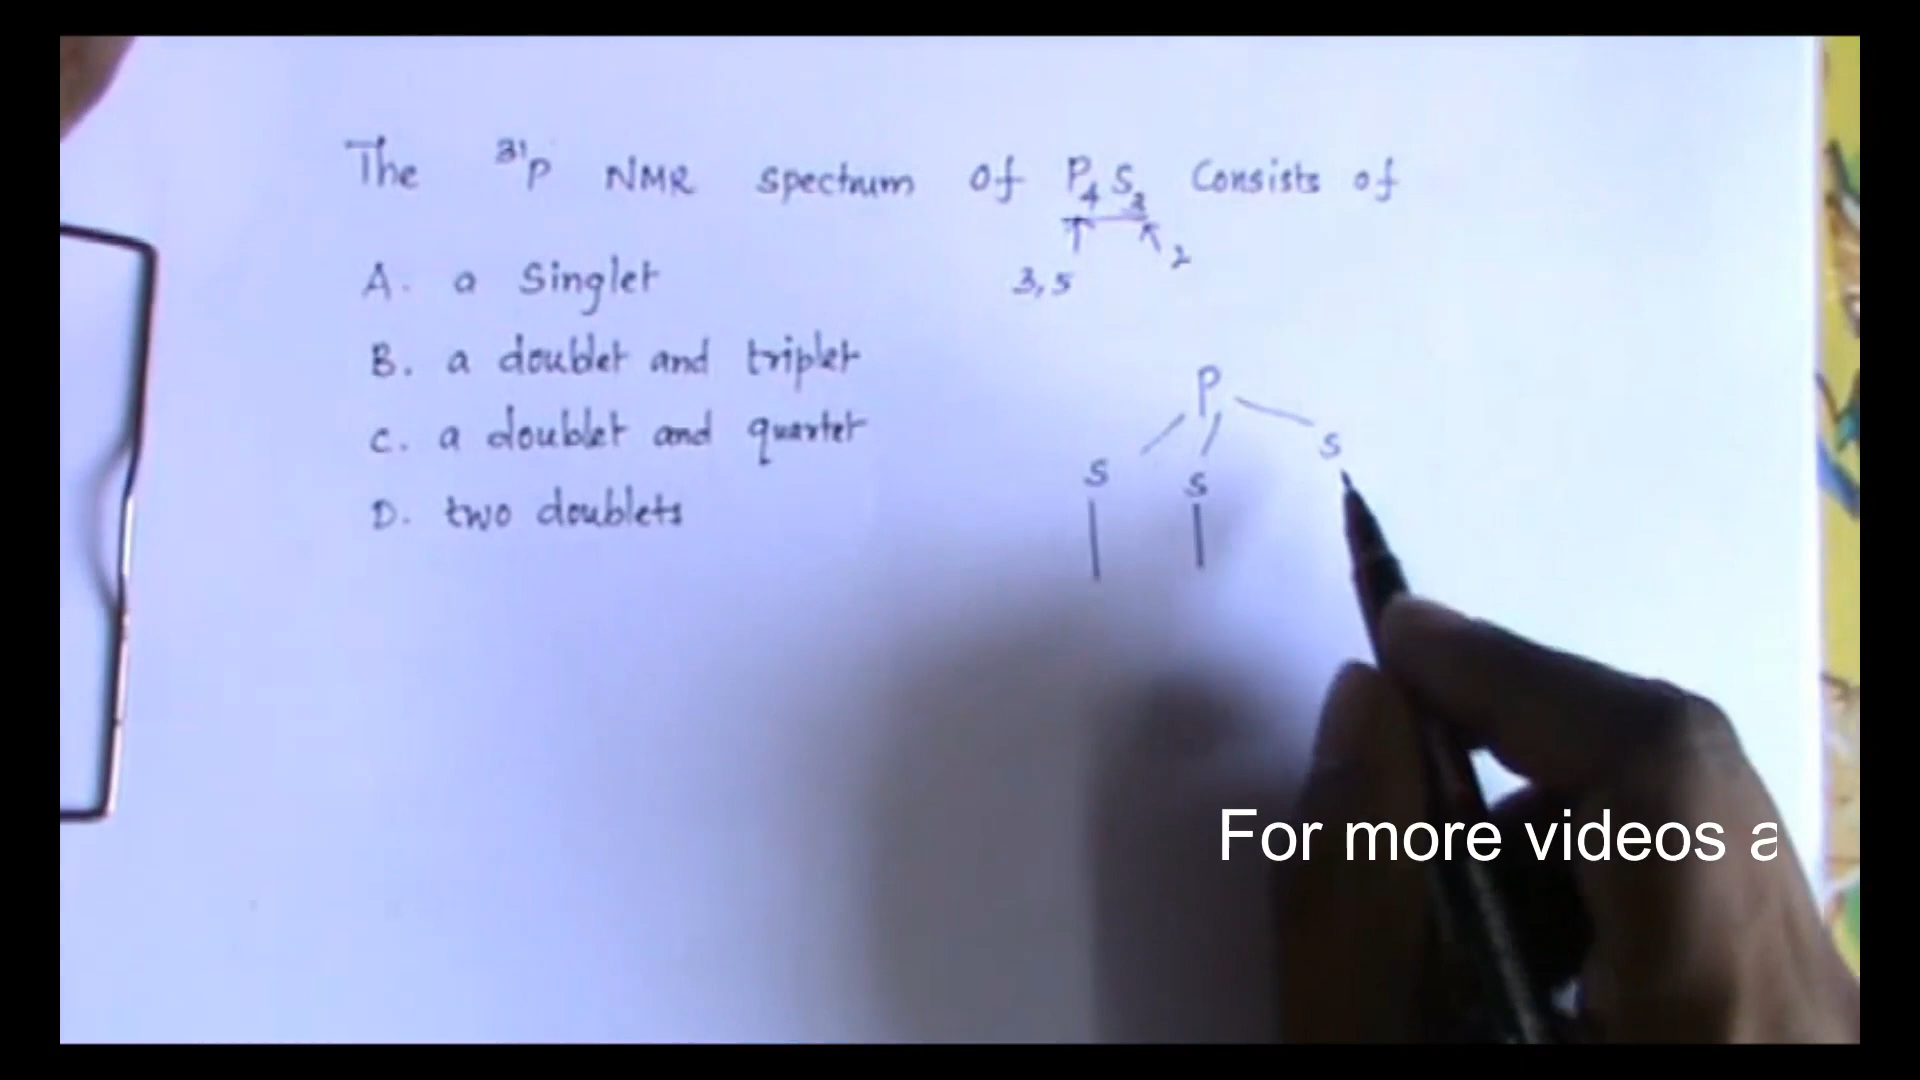 The ³¹P NMR spectrum of P₄S₃ Consists of
3,5
2
A. a Singlet
B. a doublet and triplet
C. a doublet and quartet
D. two doublets
P
S S S
For more videos a